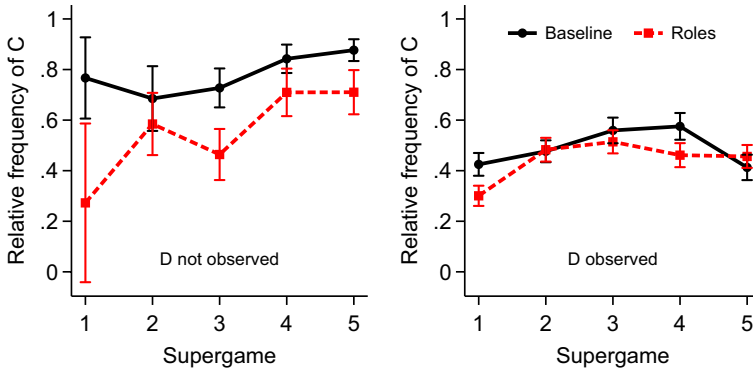 Relative frequency of C
1
.8
.6
.4
.2
0
D not observed
1 2 3 4 5
Supergame
Relative frequency of C
1
.8
.6
.4
.2
0
Baseline Roles
D observed
1 2 3 4 5
Supergame